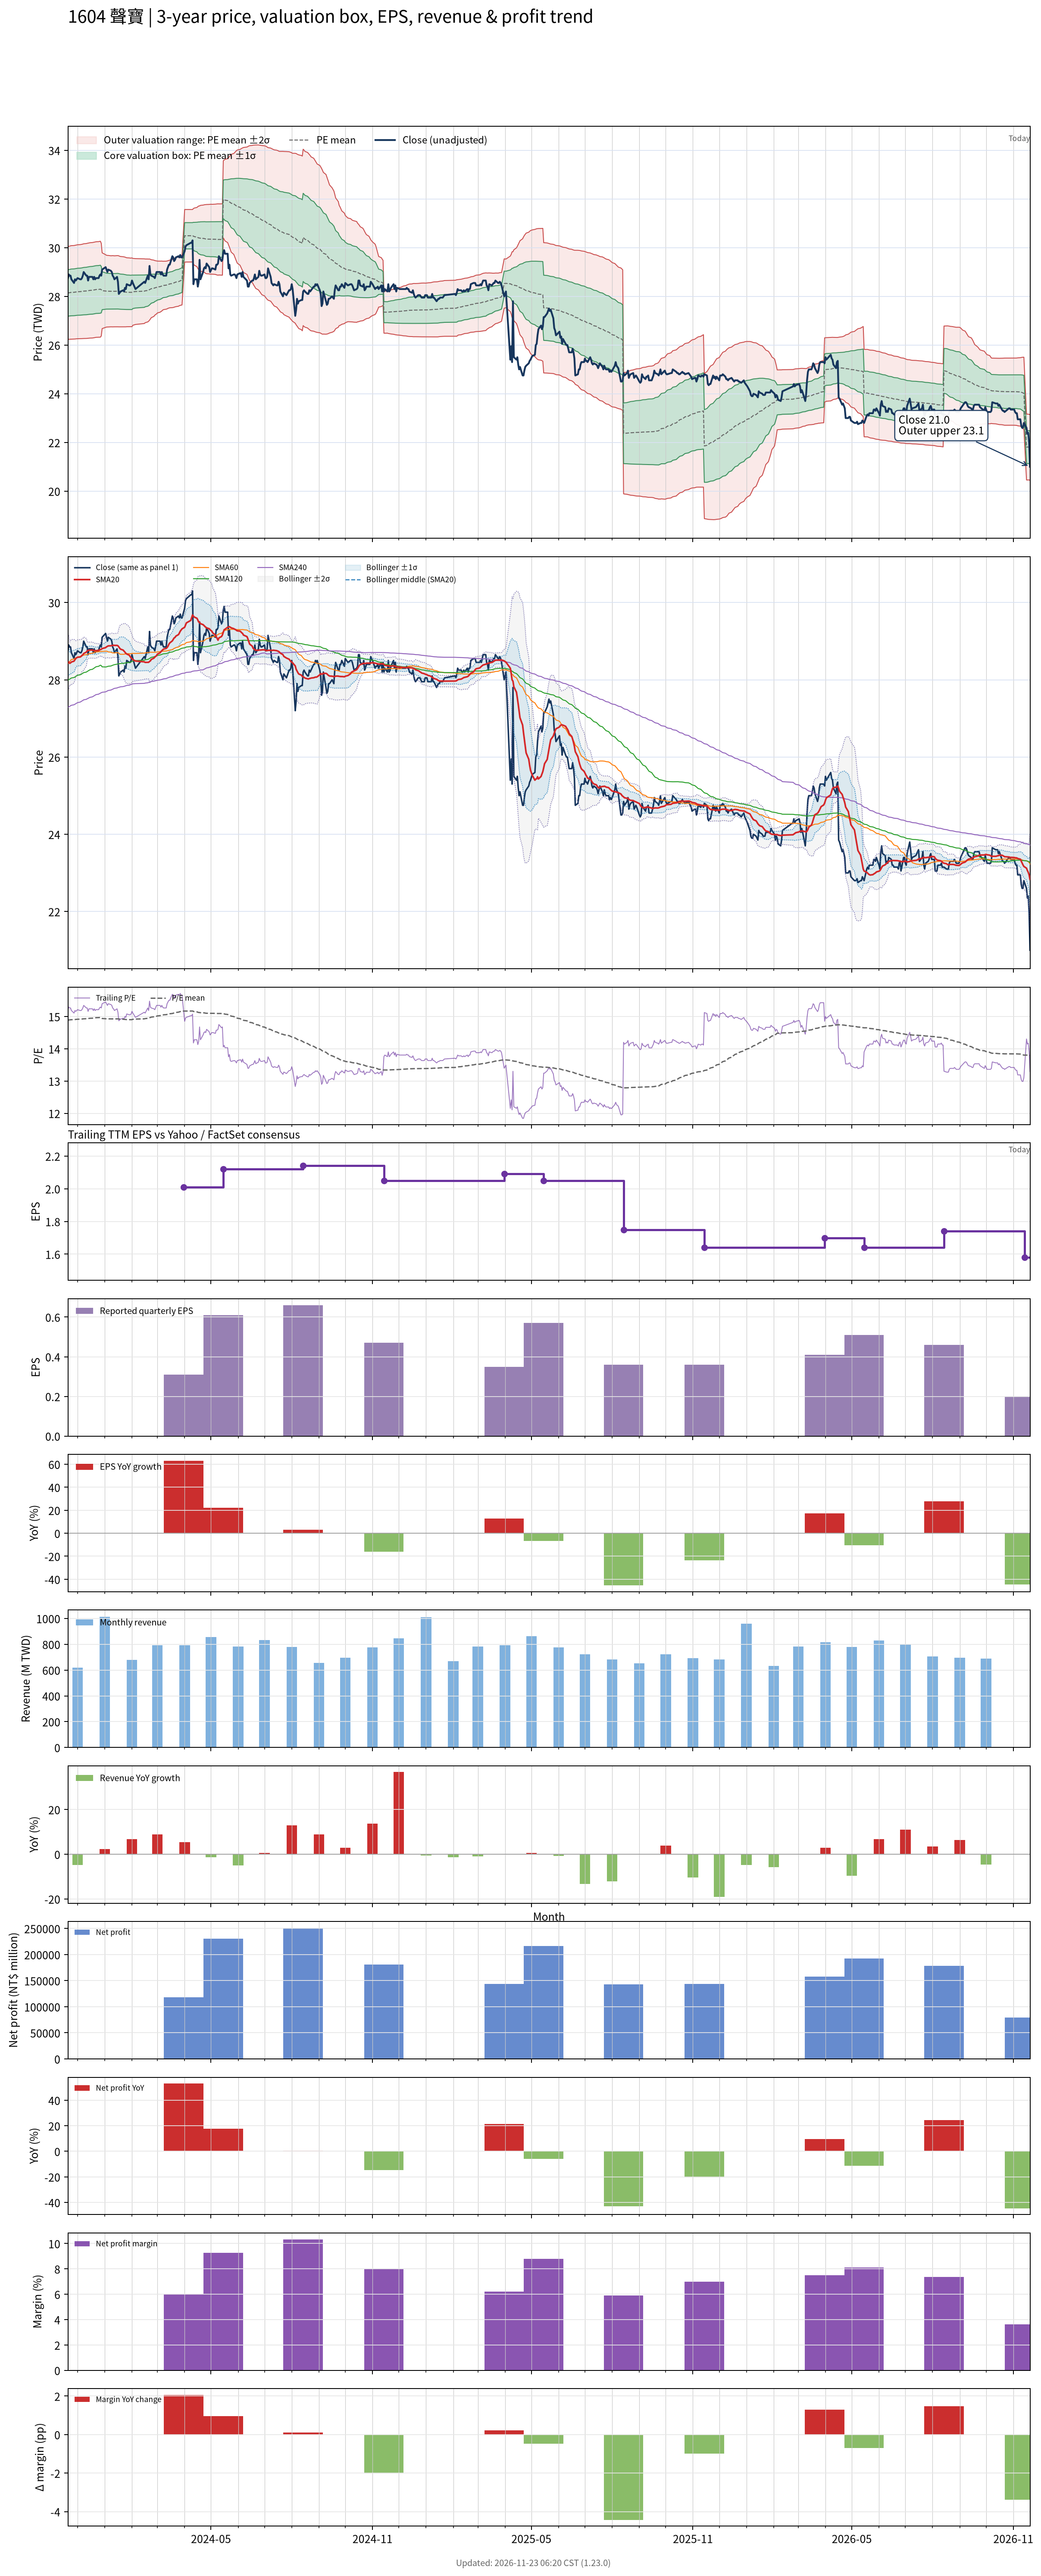 1604 聲寶 | 3-year price, valuation box, EPS, revenue & profit trend
Outer valuation range: PE mean ±2σ
PE mean
Close (unadjusted)
Core valuation box: PE mean ±1σ
Today
34
32
30
28
26
24
22
20
Price (TWD)
Close 21.0
Outer upper 23.1
Close (same as panel 1)
SMA20
SMA60
SMA120
SMA240
Bollinger ±2σ
Bollinger ±1σ
Bollinger middle (SMA20)
30
28
26
24
22
Price
Trailing P/E
P/E mean
15
14
13
12
P/E
Trailing TTM EPS vs Yahoo / FactSet consensus
Today
2.2
2.0
1.8
1.6
EPS
Reported quarterly EPS
0.6
0.4
0.2
0.0
EPS
EPS YoY growth
60
40
20
0
-20
-40
YoY (%)
Monthly revenue
1000
800
600
400
200
0
Revenue (M TWD)
Revenue YoY growth
20
0
-20
YoY (%)
Month
Net profit
250000
200000
150000
100000
50000
0
Net profit (NT$ million)
Net profit YoY
40
20
0
-20
-40
YoY (%)
Net profit margin
10
8
6
4
2
0
Margin (%)
Margin YoY change
2
0
-2
-4
Δ margin (pp)
2024-05
2024-11
2025-05
2025-11
2026-05
2026-11
Updated: 2026-11-23 06:20 CST (1.23.0)